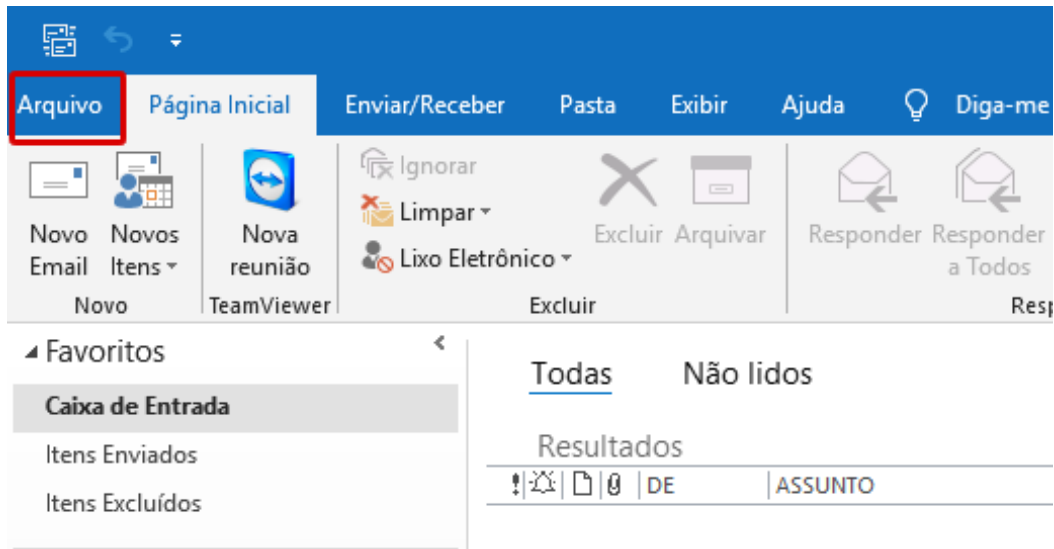 Arquivo Página Inicial Enviar/Receber Pasta Exibir Ajuda Diga-me
Ignorar
Limpar
Lixo Eletrônico
Novo Email
Novos Itens
Nova reunião
Excluir Arquivar
Responder
Responder a Todos
Novo TeamViewer Excluir
Favoritos
Caixa de Entrada
Itens Enviados
Itens Excluídos
Todas Não lidos
Resultados
DE ASSUNTO